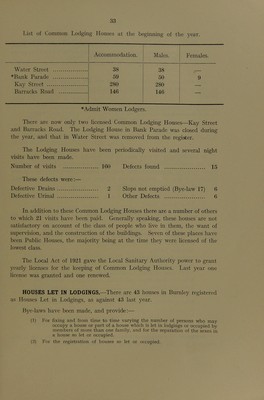 33
List of Common Lodging Houses at the beginning of the year.
Accommodation. Males. Females.
Water Street ............... 38 38 —
*Bank Parade ............... 59 50 9
Kay Street .................. 280 280 —
Barracks Road ............ 146 146 —
*Admit Women Lodgers.
There are now only two licensed Common Lodging Houses—Kay Street
and Barracks Road. The Lodging House in Bank Parade was closed during
the year, and that in Water Street was removed from the register.
The Lodging Houses have been periodically visited and several night
visits have been made.
Number of visits ............... 160 Defects found .................. 15
These defects were:—
Defective Drains ............... 2 Slops not emptied (Bye-law 17) 6
Defective Urinal ............... 1 Other Defects .................. 6
In addition to these Common Lodging Houses there are a number of others
to which 21 visits have been paid. Generally speaking, these houses are not
satisfactory on account of the class of people who live in them, the want of
supervision, and the construction of the buildings. Seven of these places have
been Public Houses, the majority being at the time they were licensed of the
lowest class.
The Local Act of 1921 gave the Local Sanitary Authority power to grant
yearly licenses for the keeping of Common Lodging Houses. Last year one
license was granted and one renewed.
HOUSES LET IN LODGINGS.—There are 43 houses in Burnley registered
as Houses Let in Lodgings, as against 43 last year.
Bye-laws have been made, and provide:—
(1) For fixing and from time to time varying the number of persons who may
occupy a house or part of a house which is let in lodgings or occupied by
members of more than one family, and for the separation of the sexes in
a house so let or occupied.
(2) For the registration of houses so let or occupied.